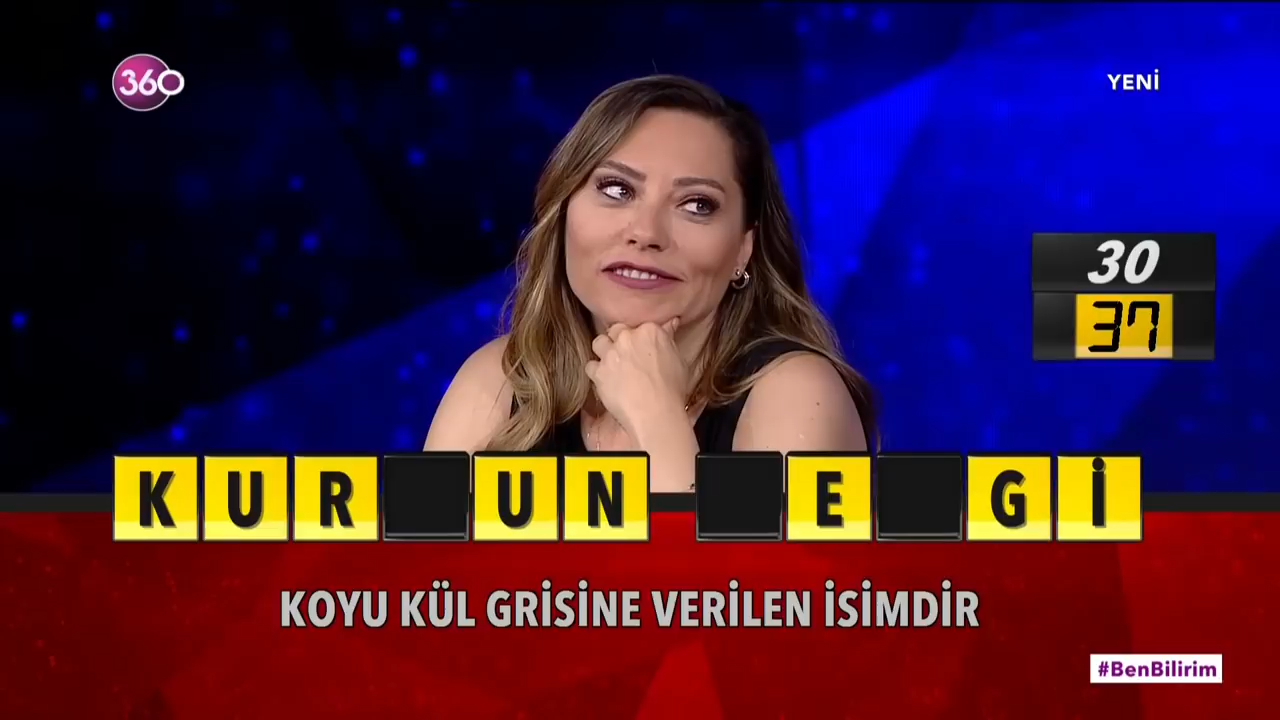 360
YENİ
30
37
KUR UN  E Gİ
KOYU KÜL GRİSİNE VERİLEN İSİMDİR
#BenBilirim